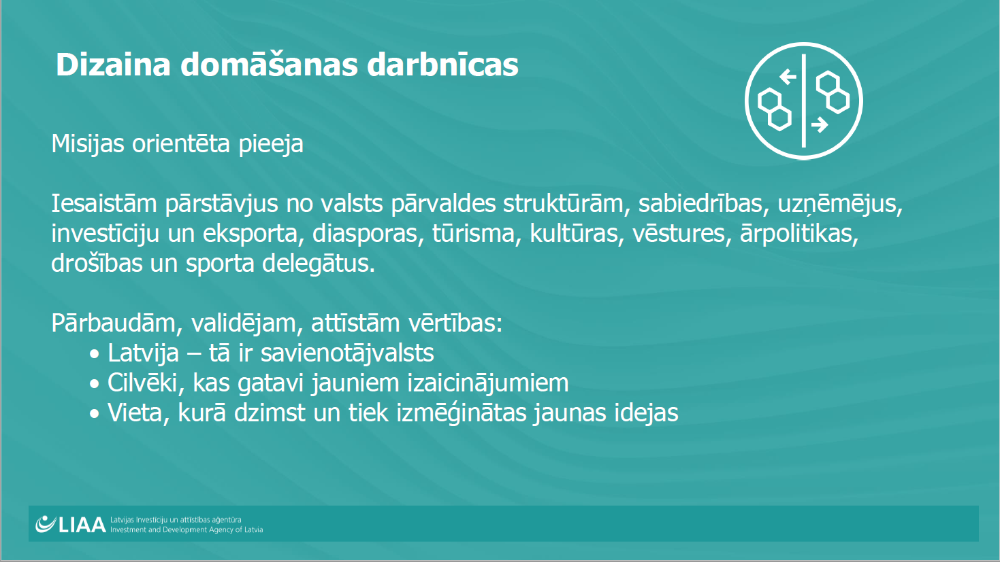 Dizaina domāšanas darbnīcas
Misijas orientēta pieeja
Iesaistām pārstāvjus no valsts pārvaldes struktūrām, sabiedrības, uzņēmējus,
investīciju un eksporta, diasporas, tūrisma, kultūras, vēstures, ārpolitikas,
drošības un sporta delegātus.
Pārbaudām, validējam, attīstām vērtības:
• Latvija – tā ir savienotājvalsts
• Cilvēki, kas gatavi jauniem izaicinājumiem
• Vieta, kurā dzimst un tiek izmēģinātas jaunas idejas
LIAA
Latvijas Investīciju un attīstības aģentūra
Investment and Development Agency of Latvia